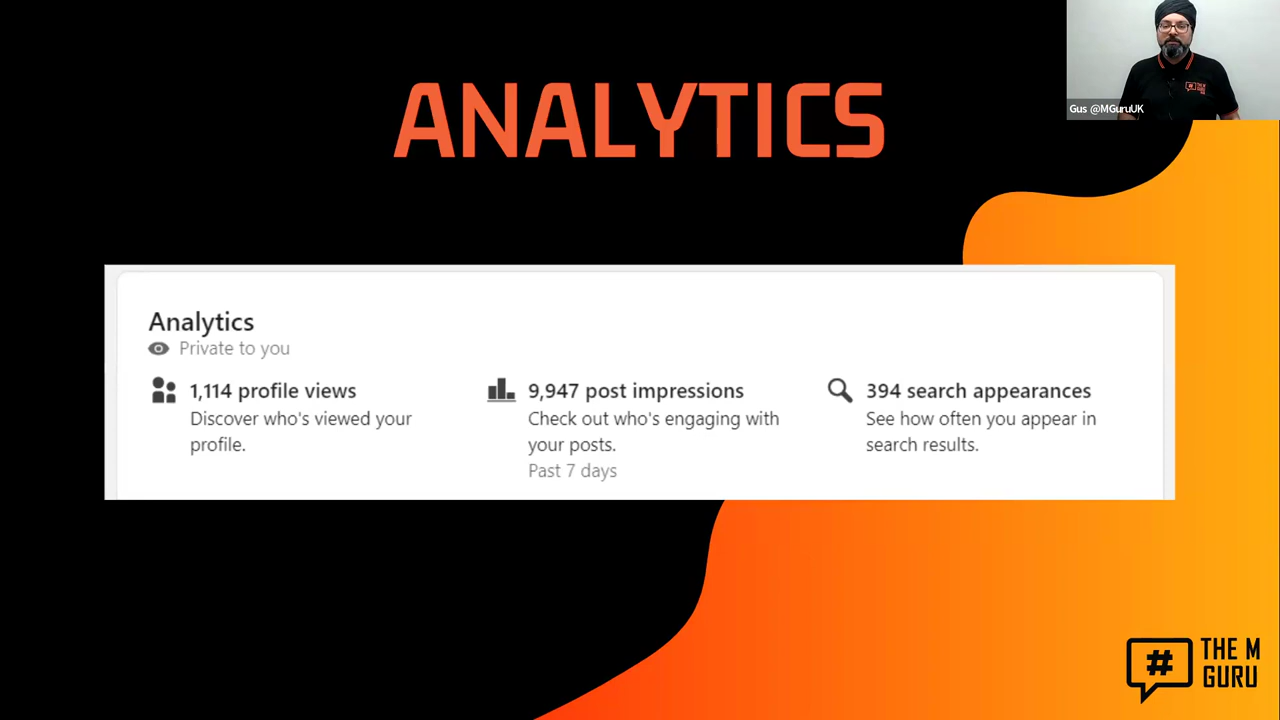 ANALYTICS
Gus @MGuruUK
Analytics
Private to you
1,114 profile views
Discover who's viewed your
profile.
9,947 post impressions
Check out who's engaging with
your posts.
Past 7 days
394 search appearances
See how often you appear in
search results.
#
THE M
GURU